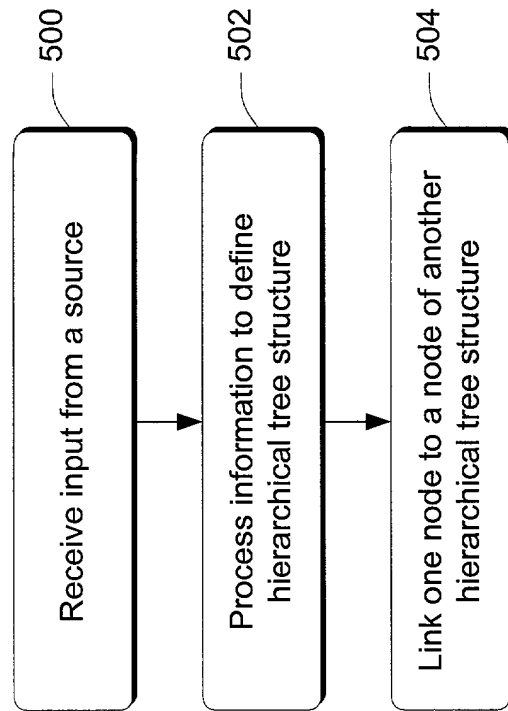 500
Receive input from a source
502
Process information to define
hierarchical tree structure
504
Link one node to a node of another
hierarchical tree structure